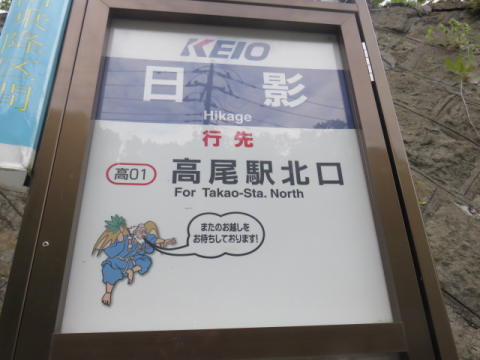 KEIO
日影
Hikage
行先
高01 高尾駅北口
For Takao-Sta. North
またのお越しを
お待ちしております!